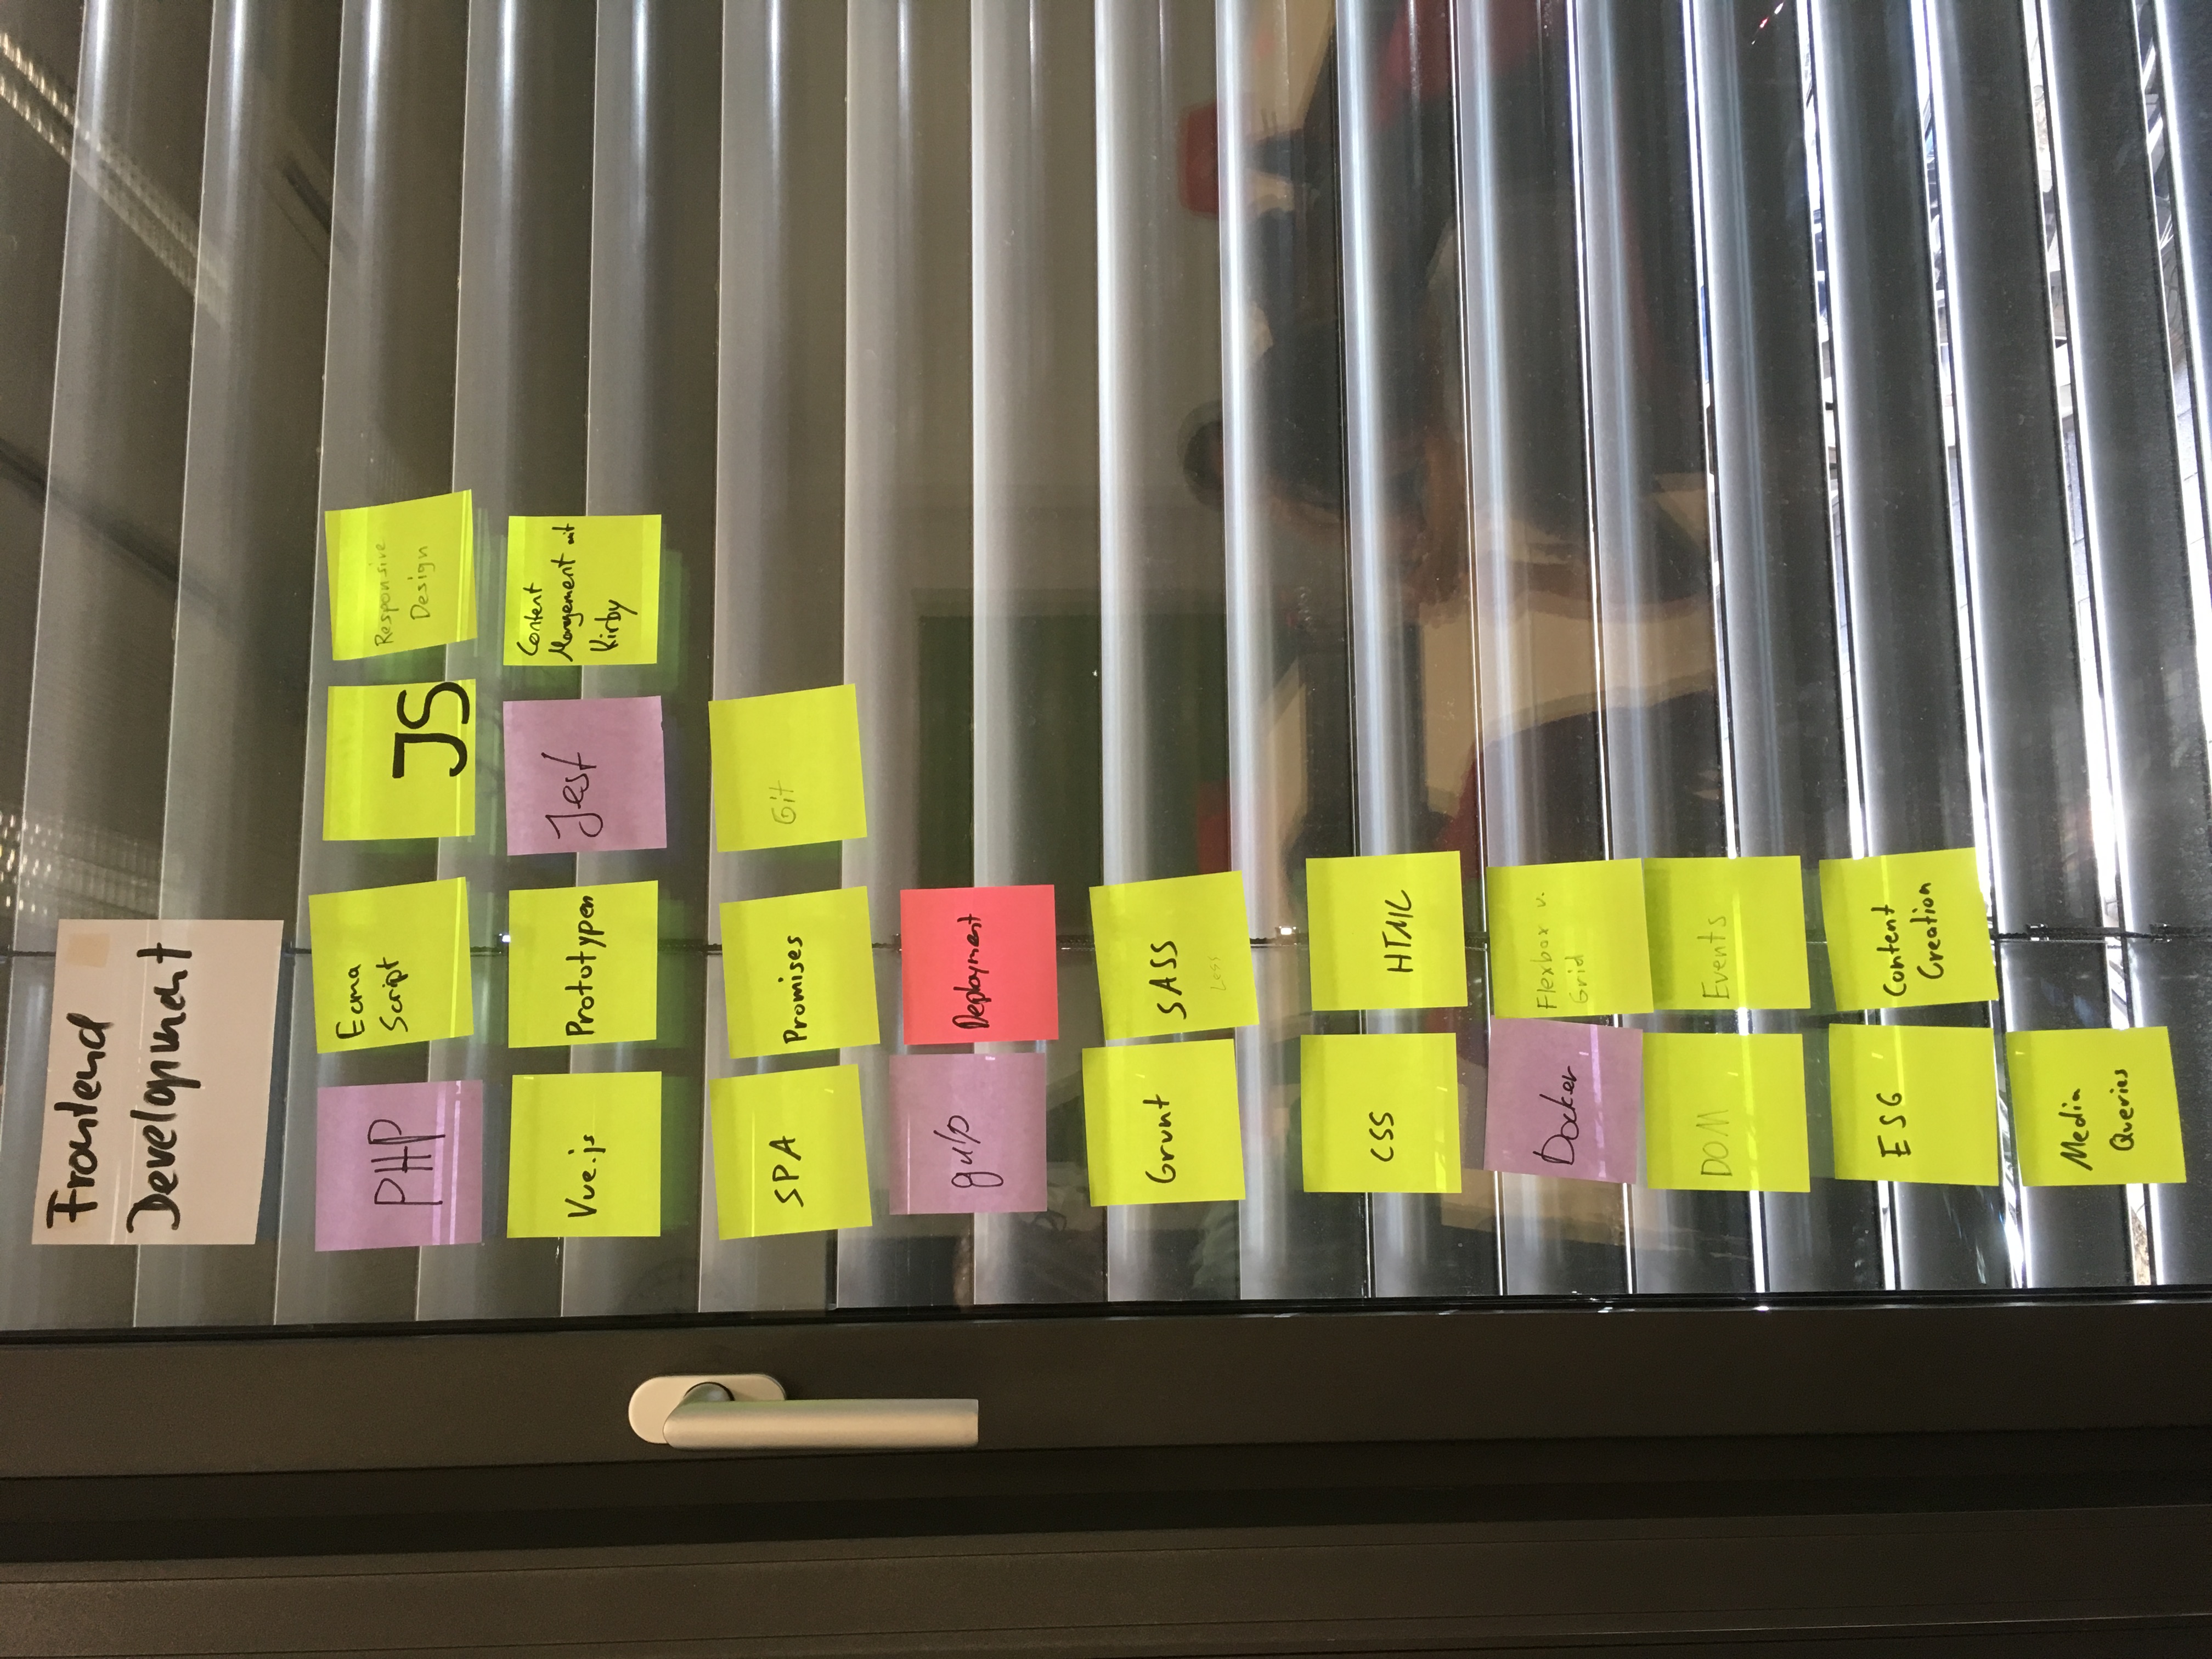 Frontend
Development
PHP
Ecma
Script
JS
Responsive
Design
Vue.js
Prototypen
Jest
Content
Mangement mit
Kirby
SPA
Promises
Git
gulp
Deployment
Grunt
SASS
Less
CSS
HTML
Docker
Flexbox v.
Grid
DOM
Events
ES6
Content
Creation
Media
Queries